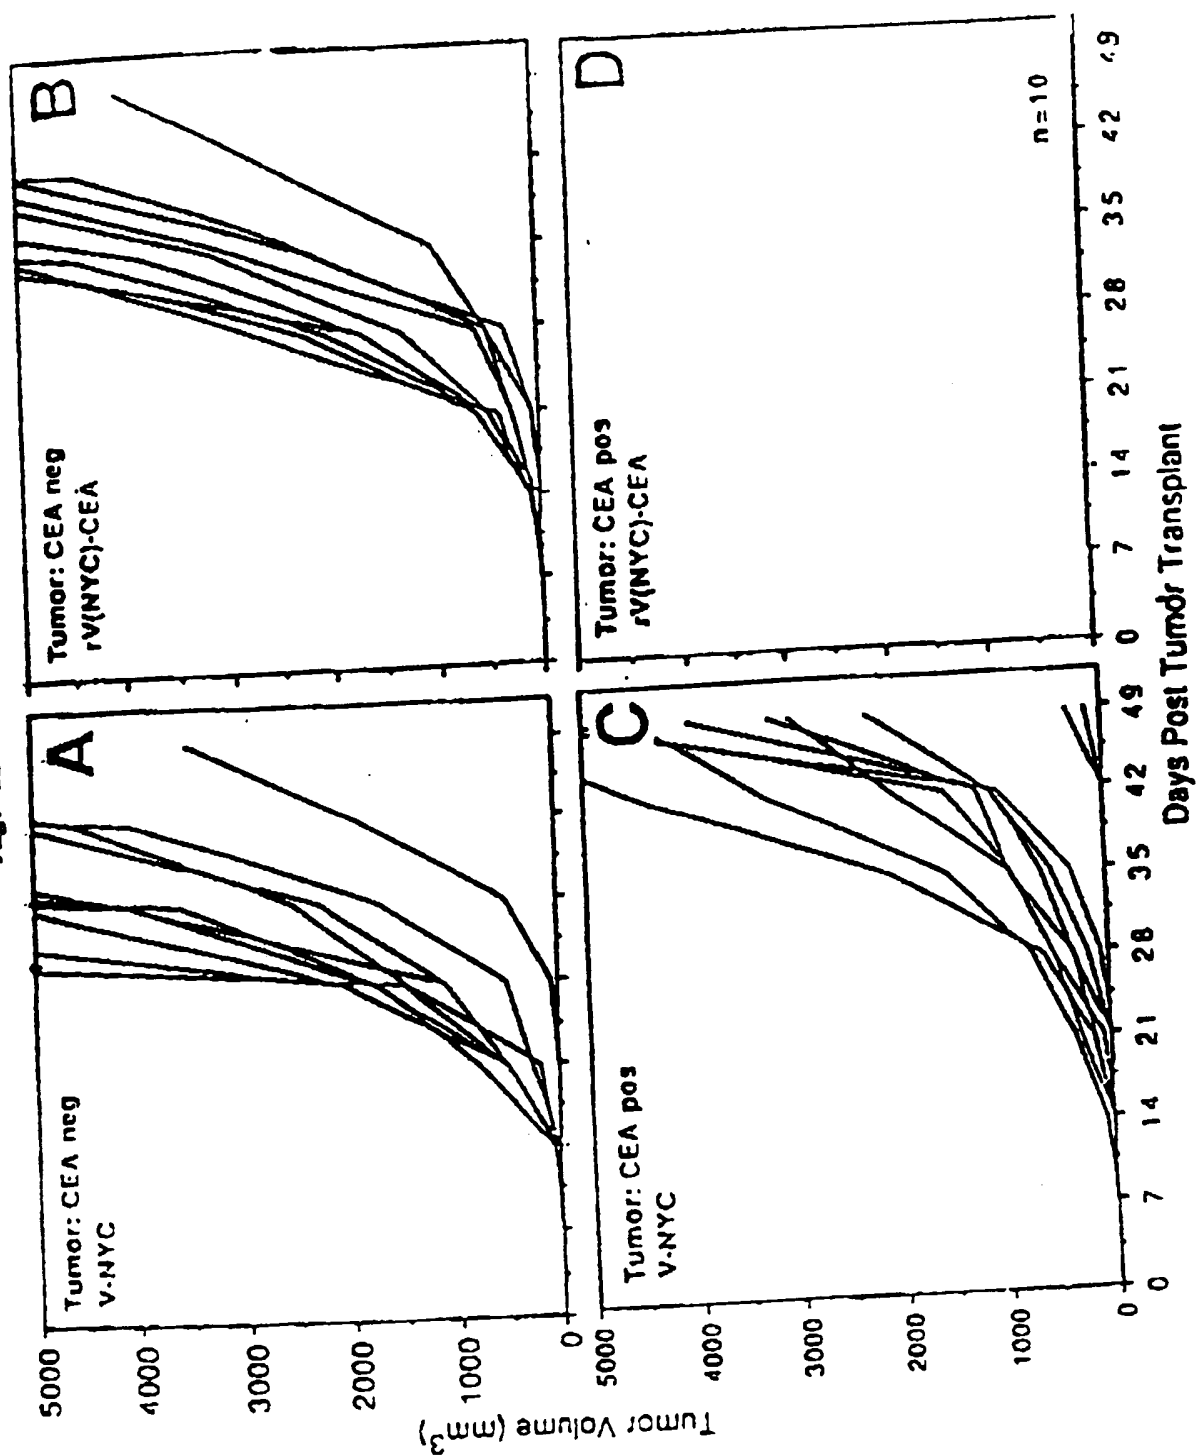 A
Tumor: CEA neg
V-NYC
5000
4000
3000
2000
1000
0
B
Tumor: CEA neg
rV(NYC)-CEA
C
Tumor: CEA pos
V-NYC
5000
4000
3000
2000
1000
0
0 7 14 21 28 35 42 49
D
Tumor: CEA pos
rV(NYC)-CEA
n=10
0 7 14 21 28 35 42 49
Tumor Volume (mm3)
Days Post Tumor Transplant